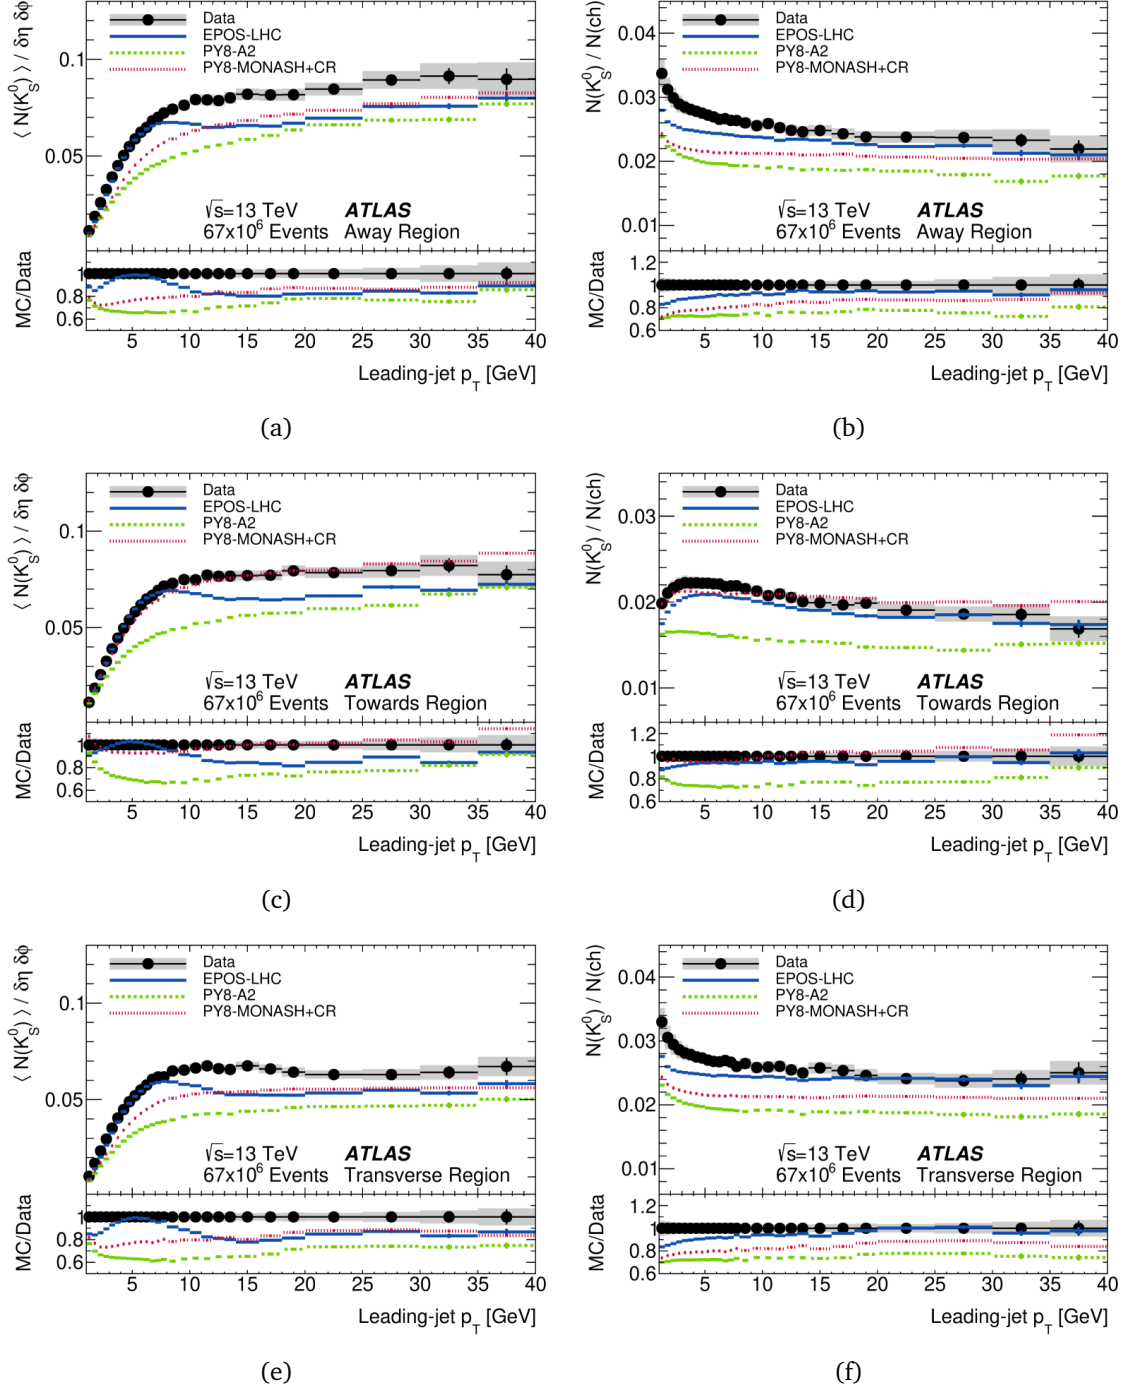 ⟨ N(K⁰_S) ⟩ / δη δϕ
0.1
0.05
Data
EPOS-LHC
PY8-A2
PY8-MONASH+CR
√s=13 TeV ATLAS
67x10⁶ Events Away Region
MC/Data
1
0.8
0.6
5 10 15 20 25 30 35 40
Leading-jet p_T [GeV]
(a)
N(K⁰_S) / N(ch)
0.04
0.03
0.02
0.01
Data
EPOS-LHC
PY8-A2
PY8-MONASH+CR
√s=13 TeV ATLAS
67x10⁶ Events Away Region
MC/Data
1.2
1
0.8
0.6
5 10 15 20 25 30 35 40
Leading-jet p_T [GeV]
(b)
⟨ N(K⁰_S) ⟩ / δη δϕ
0.1
0.05
Data
EPOS-LHC
PY8-A2
PY8-MONASH+CR
√s=13 TeV ATLAS
67x10⁶ Events Towards Region
MC/Data
1
0.8
0.6
5 10 15 20 25 30 35 40
Leading-jet p_T [GeV]
(c)
N(K⁰_S) / N(ch)
0.03
0.02
0.01
Data
EPOS-LHC
PY8-A2
PY8-MONASH+CR
√s=13 TeV ATLAS
67x10⁶ Events Towards Region
MC/Data
1.2
1
0.8
0.6
5 10 15 20 25 30 35 40
Leading-jet p_T [GeV]
(d)
⟨ N(K⁰_S) ⟩ / δη δϕ
0.1
0.05
Data
EPOS-LHC
PY8-A2
PY8-MONASH+CR
√s=13 TeV ATLAS
67x10⁶ Events Transverse Region
MC/Data
1
0.8
0.6
5 10 15 20 25 30 35 40
Leading-jet p_T [GeV]
(e)
N(K⁰_S) / N(ch)
0.04
0.03
0.02
0.01
Data
EPOS-LHC
PY8-A2
PY8-MONASH+CR
√s=13 TeV ATLAS
67x10⁶ Events Transverse Region
MC/Data
1.2
1
0.8
0.6
5 10 15 20 25 30 35 40
Leading-jet p_T [GeV]
(f)